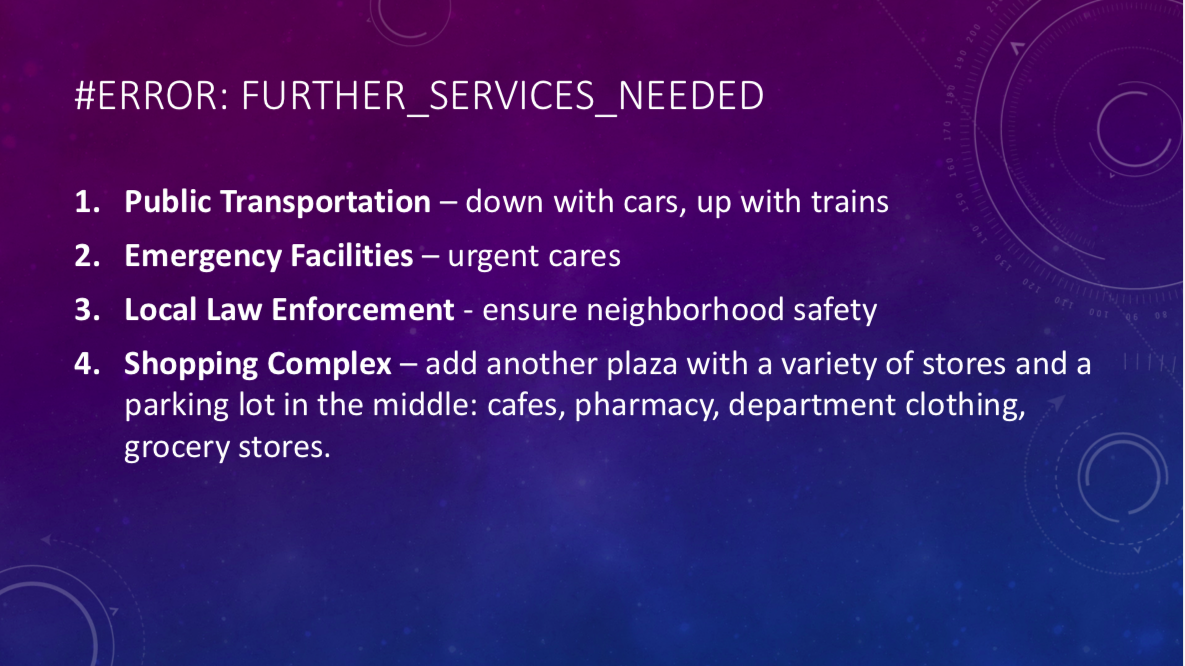 #ERROR: FURTHER_SERVICES_NEEDED
1. Public Transportation – down with cars, up with trains
2. Emergency Facilities – urgent cares
3. Local Law Enforcement - ensure neighborhood safety
4. Shopping Complex – add another plaza with a variety of stores and a
parking lot in the middle: cafes, pharmacy, department clothing,
grocery stores.